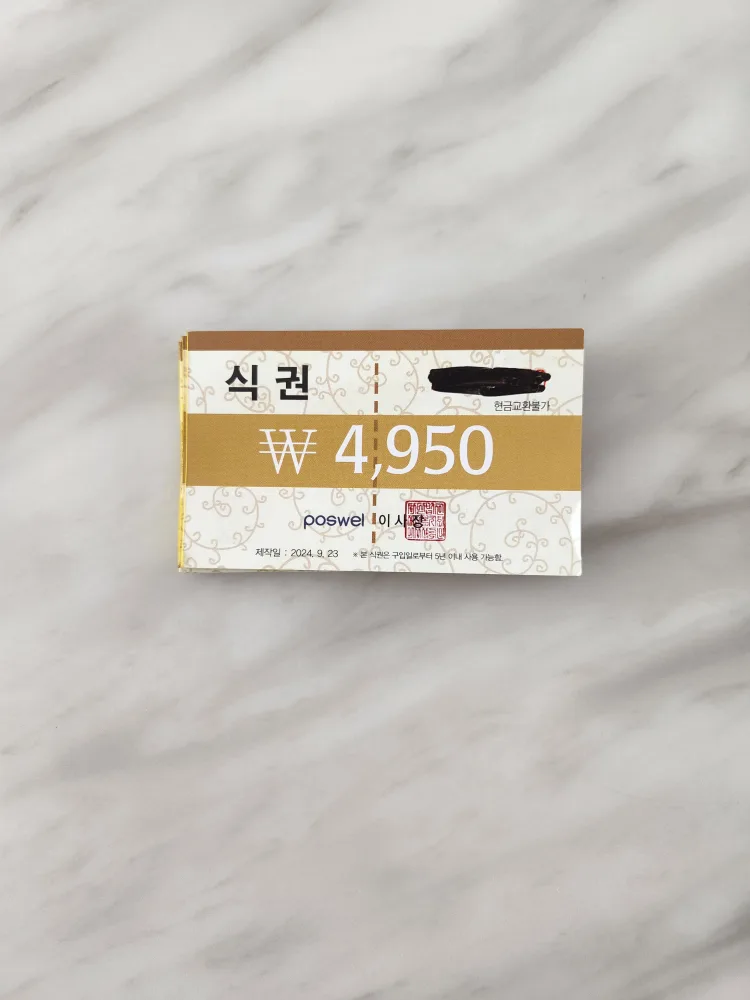 식 권
현금교환불가
₩ 4,950
poswel 이 사 장
제작일 : 2024. 9. 23 * 본 식권은 구입일로부터 5년 이내 사용 가능함.